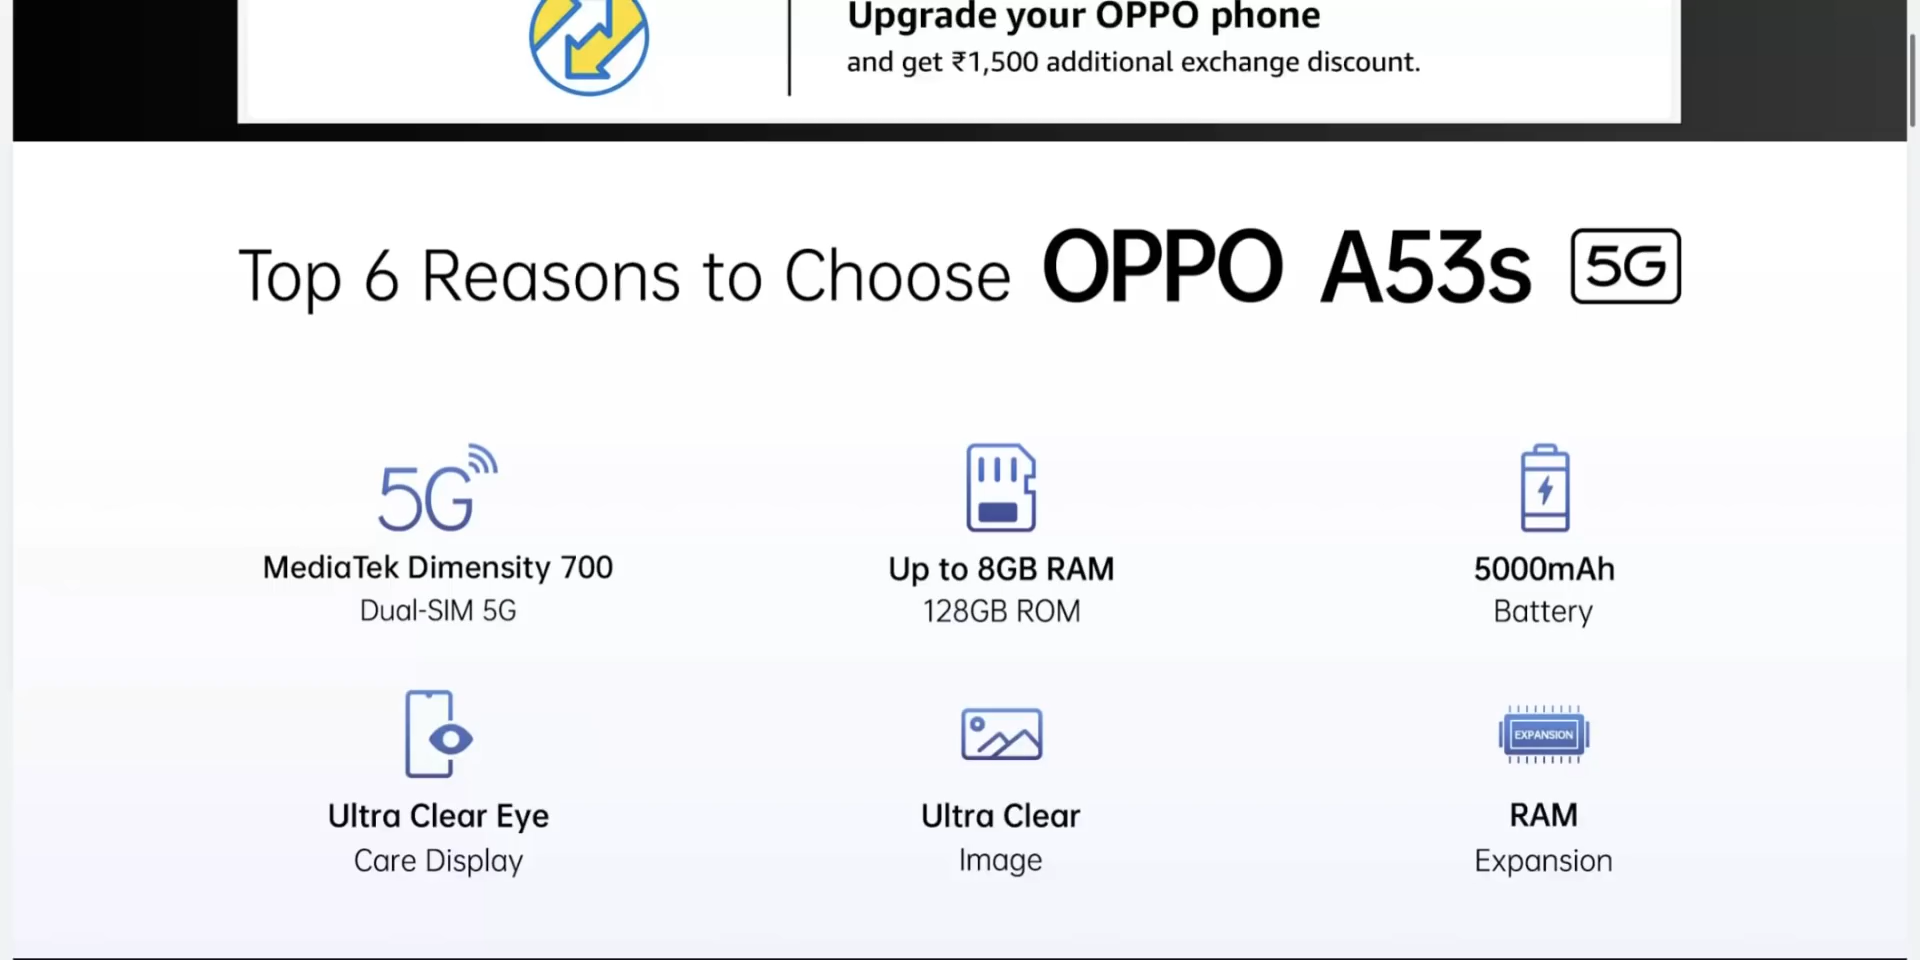 Upgrade your OPPO phone
and get ₹1,500 additional exchange discount.
Top 6 Reasons to Choose OPPO A53s 5G
5G
MediaTek Dimensity 700
Dual-SIM 5G
Up to 8GB RAM
128GB ROM
5000mAh
Battery
Ultra Clear Eye
Care Display
Ultra Clear
Image
EXPANSION
RAM
Expansion